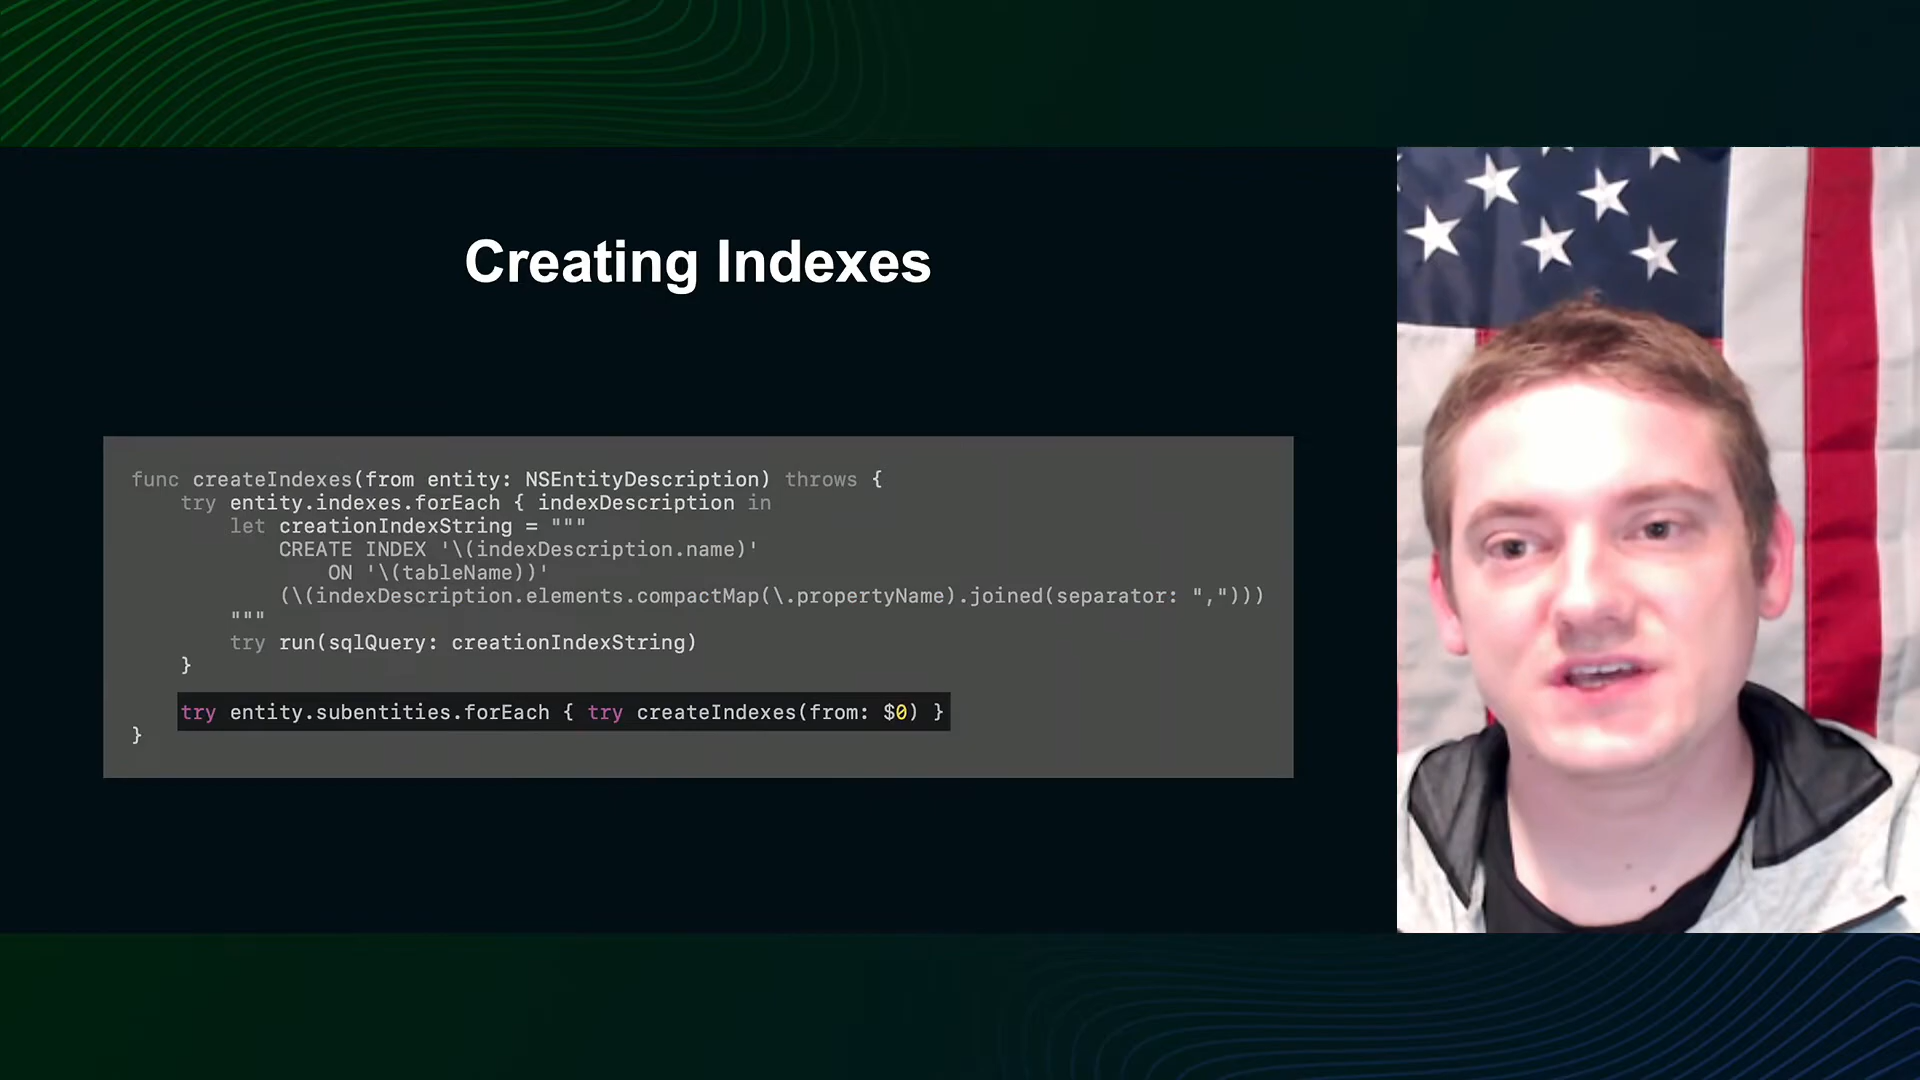 Creating Indexes
func createIndexes(from entity: NSEntityDescription) throws {
try entity.indexes.forEach { indexDescription in
let creationIndexString = """
CREATE INDEX '\(indexDescription.name)'
ON '\(tableName))'
(\(indexDescription.elements.compactMap(\.propertyName).joined(separator: ",")))
"""
try run(sqlQuery: creationIndexString)
}
try entity.subentities.forEach { try createIndexes(from: $0) }
}